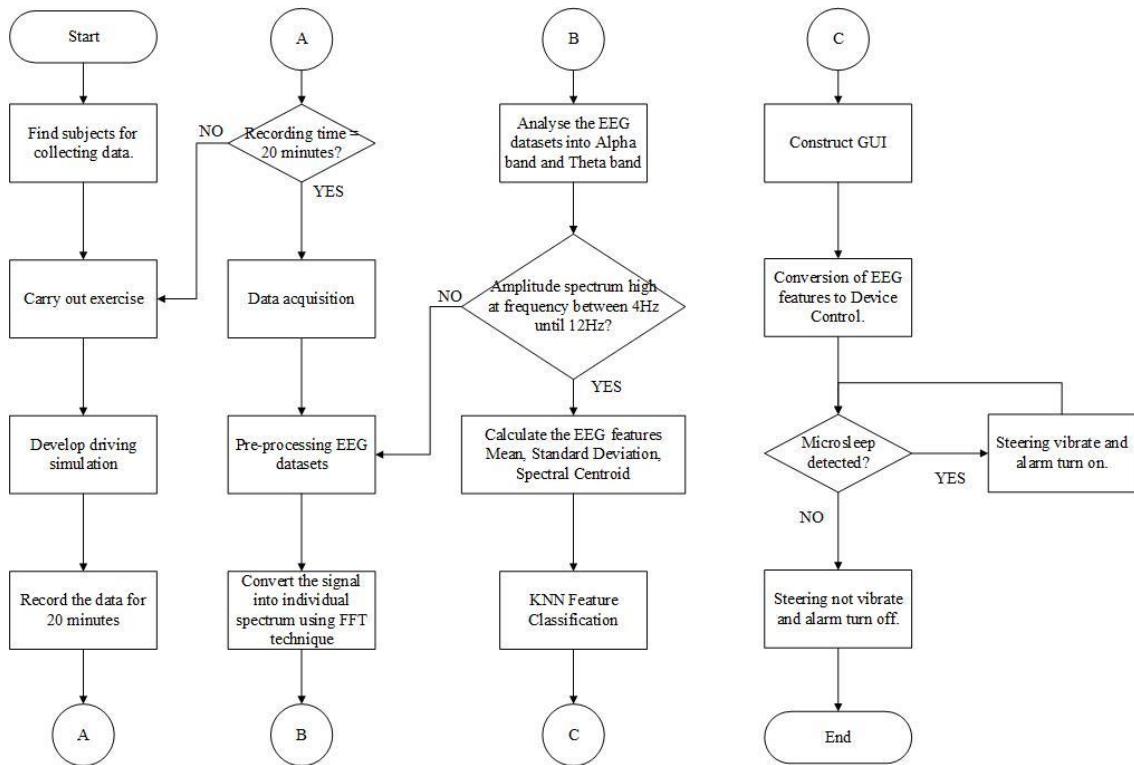 Start
Find subjects for
collecting data.
Carry out exercise
Develop driving
simulation
Record the data for
20 minutes
A
A
Recording time =
20 minutes?
NO
YES
Data acquisition
Pre-processing EEG
datasets
Convert the signal
into individual
spectrum using FFT
technique
B
B
Analyse the EEG
datasets into Alpha
band and Theta band
Amplitude spectrum high
at frequency between 4Hz
until 12Hz?
NO
YES
Calculate the EEG features
Mean, Standard Deviation,
Spectral Centroid
KNN Feature
Classification
C
C
Construct GUI
Conversion of EEG
features to Device
Control.
Microsleep
detected?
YES
Steering vibrate and
alarm turn on.
NO
Steering not vibrate
and alarm turn off.
End